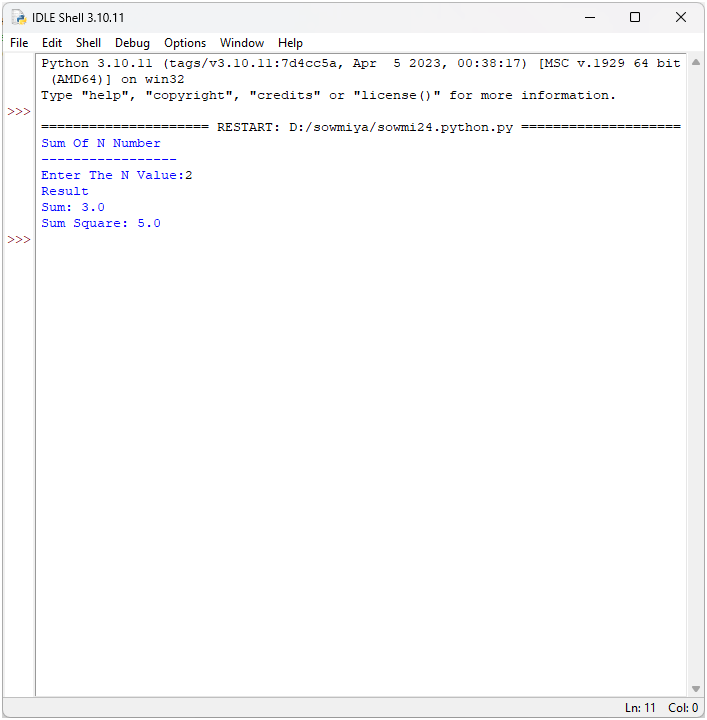 IDLE Shell 3.10.11
File Edit Shell Debug Options Window Help
Python 3.10.11 (tags/v3.10.11:7d4cc5a, Apr  5 2023, 00:38:17) [MSC v.1929 64 bit
 (AMD64)] on win32
Type "help", "copyright", "credits" or "license()" for more information.
>>>
===================== RESTART: D:/sowmiya/sowmi24.python.py ====================
Sum Of N Number
-----------------
Enter The N Value:2
Result
Sum: 3.0
Sum Square: 5.0
>>>
Ln: 11 Col: 0